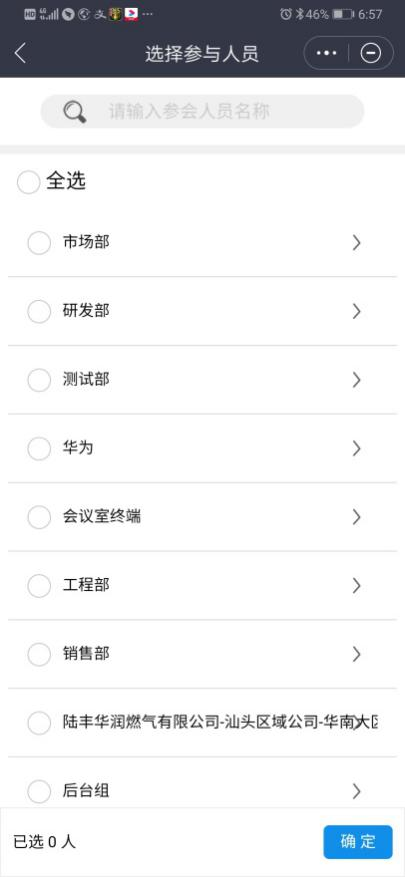 HD 46% 6:57
选择参与人员
请输入参会人员名称
全选
市场部
研发部
测试部
华为
会议室终端
工程部
销售部
陆丰华润燃气有限公司-汕头区域公司-华南大
后台组
已选 0 人
确 定